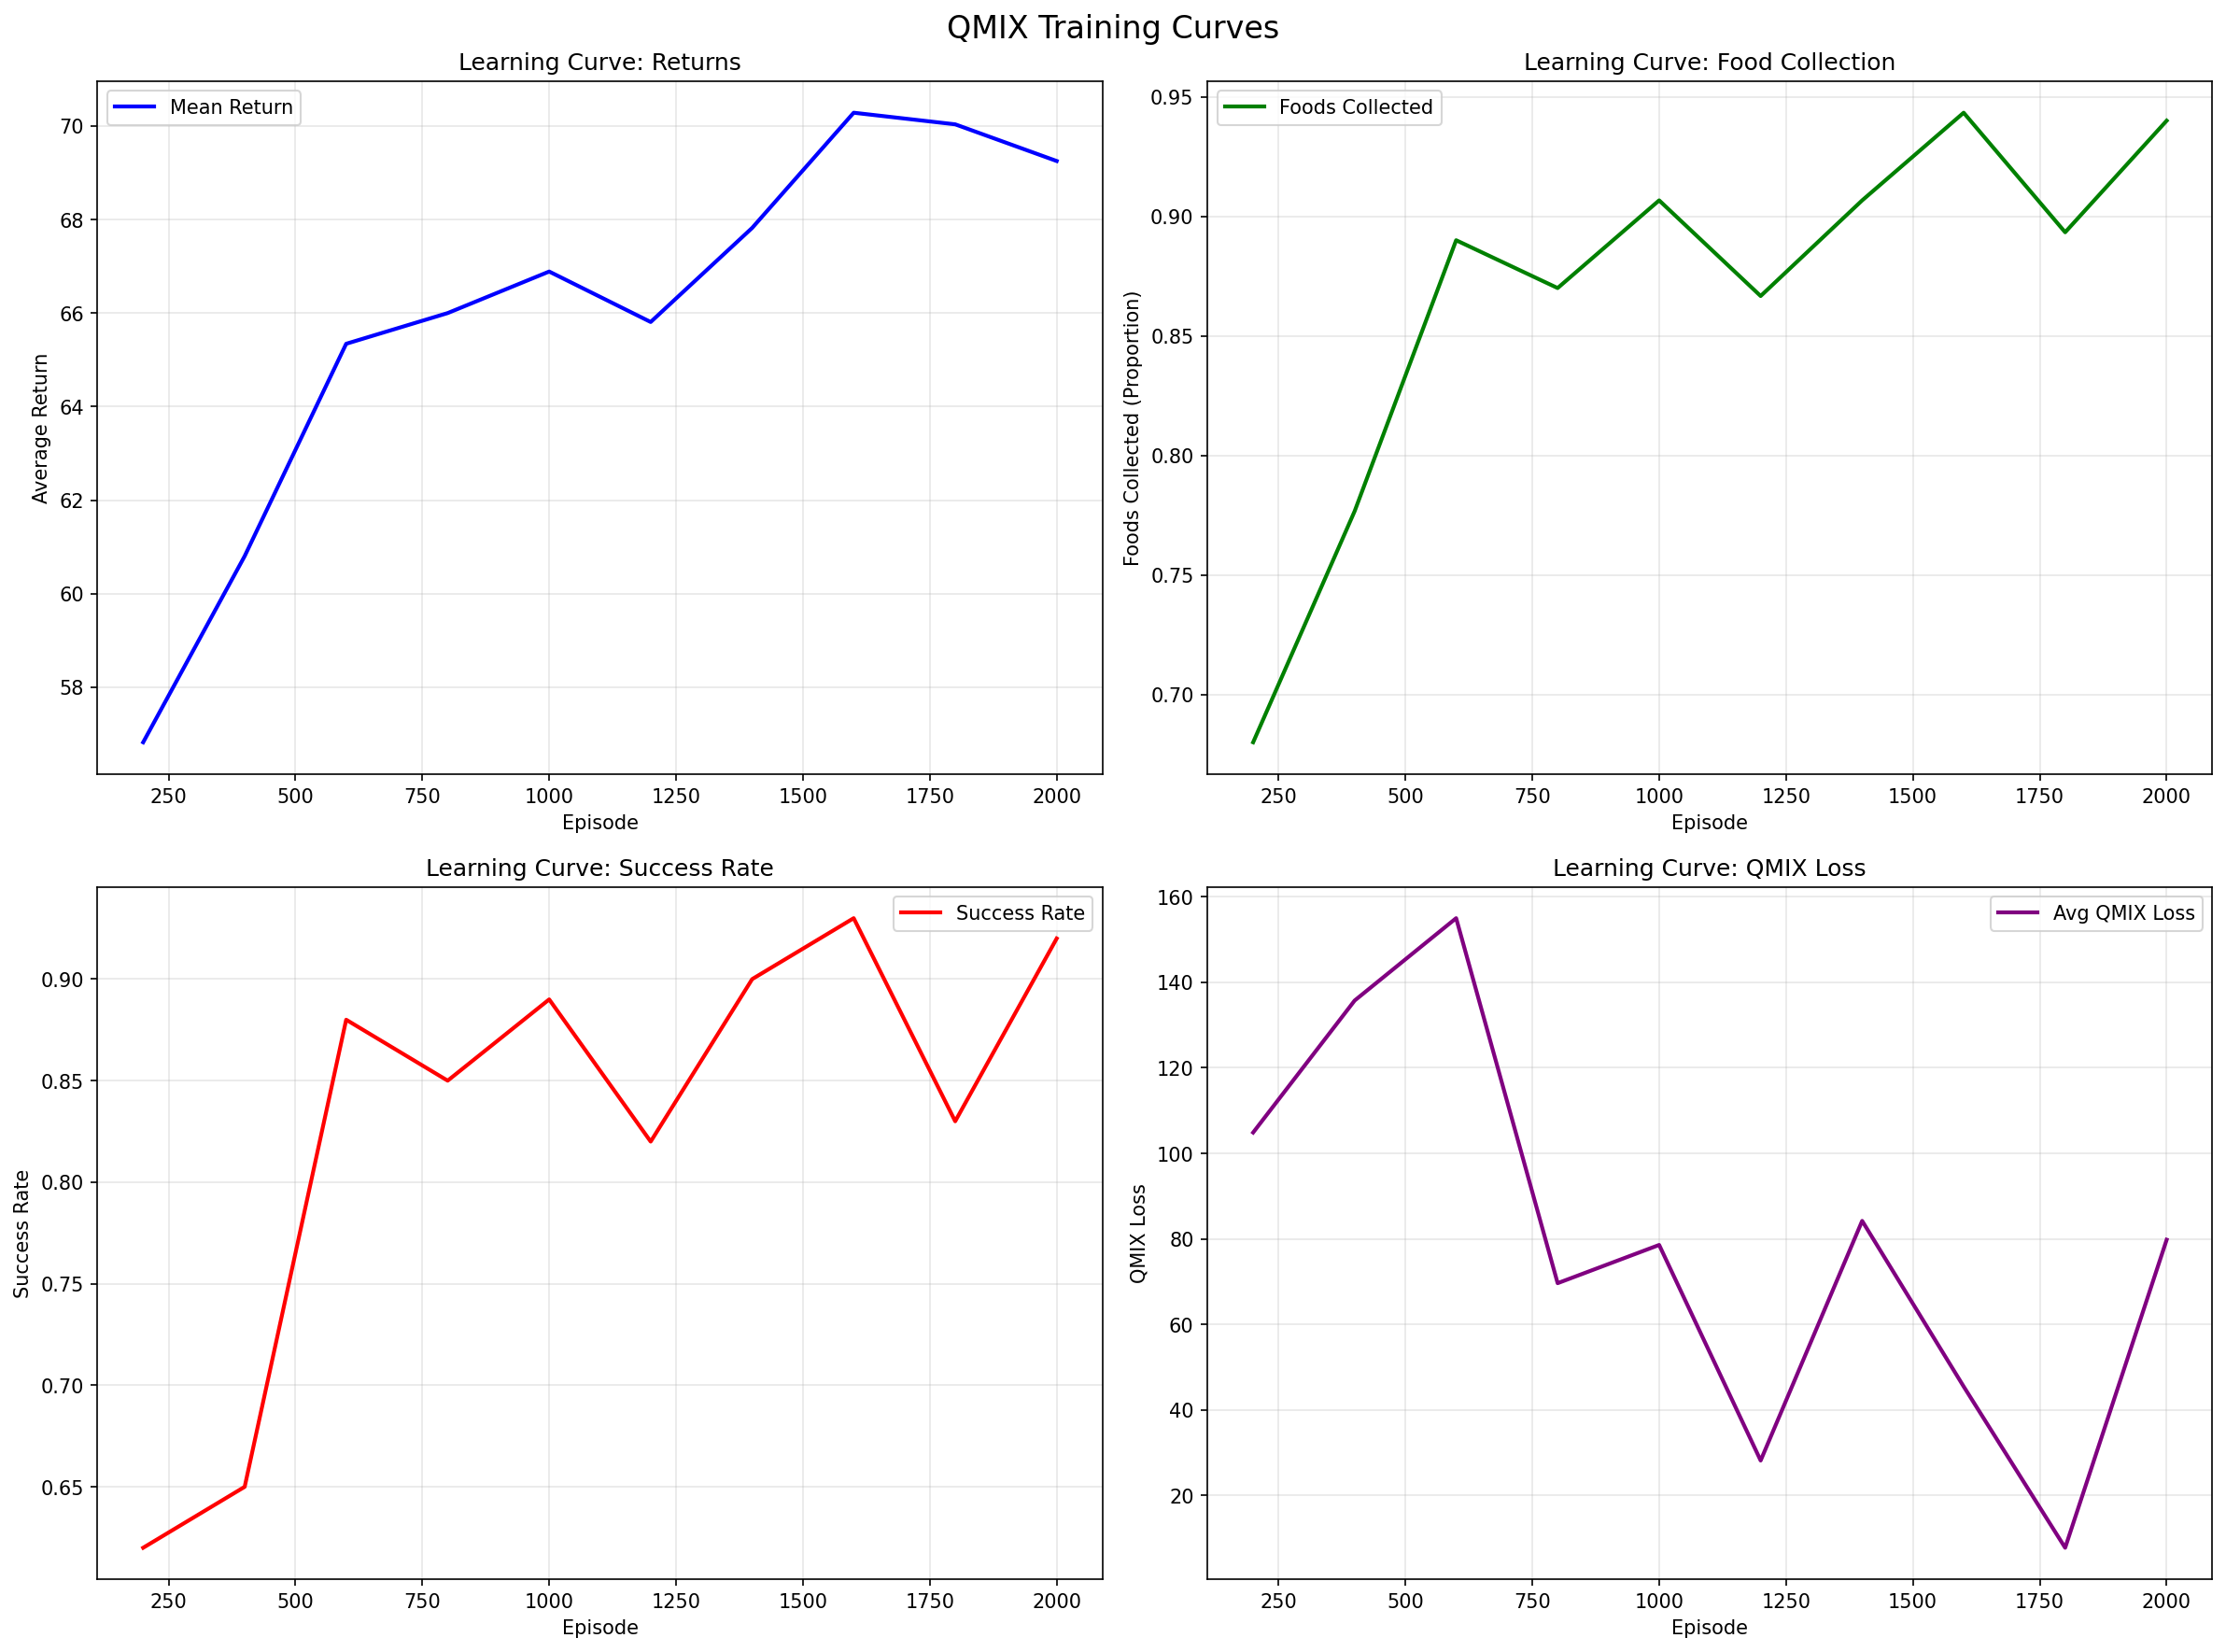 QMIX Training Curves
Learning Curve: Returns
Mean Return
Average Return
70
68
66
64
62
60
58
250 500 750 1000 1250 1500 1750 2000
Episode
Learning Curve: Food Collection
Foods Collected
Foods Collected (Proportion)
0.95
0.90
0.85
0.80
0.75
0.70
250 500 750 1000 1250 1500 1750 2000
Episode
Learning Curve: Success Rate
Success Rate
Success Rate
0.90
0.85
0.80
0.75
0.70
0.65
250 500 750 1000 1250 1500 1750 2000
Episode
Learning Curve: QMIX Loss
Avg QMIX Loss
QMIX Loss
160
140
120
100
80
60
40
20
250 500 750 1000 1250 1500 1750 2000
Episode